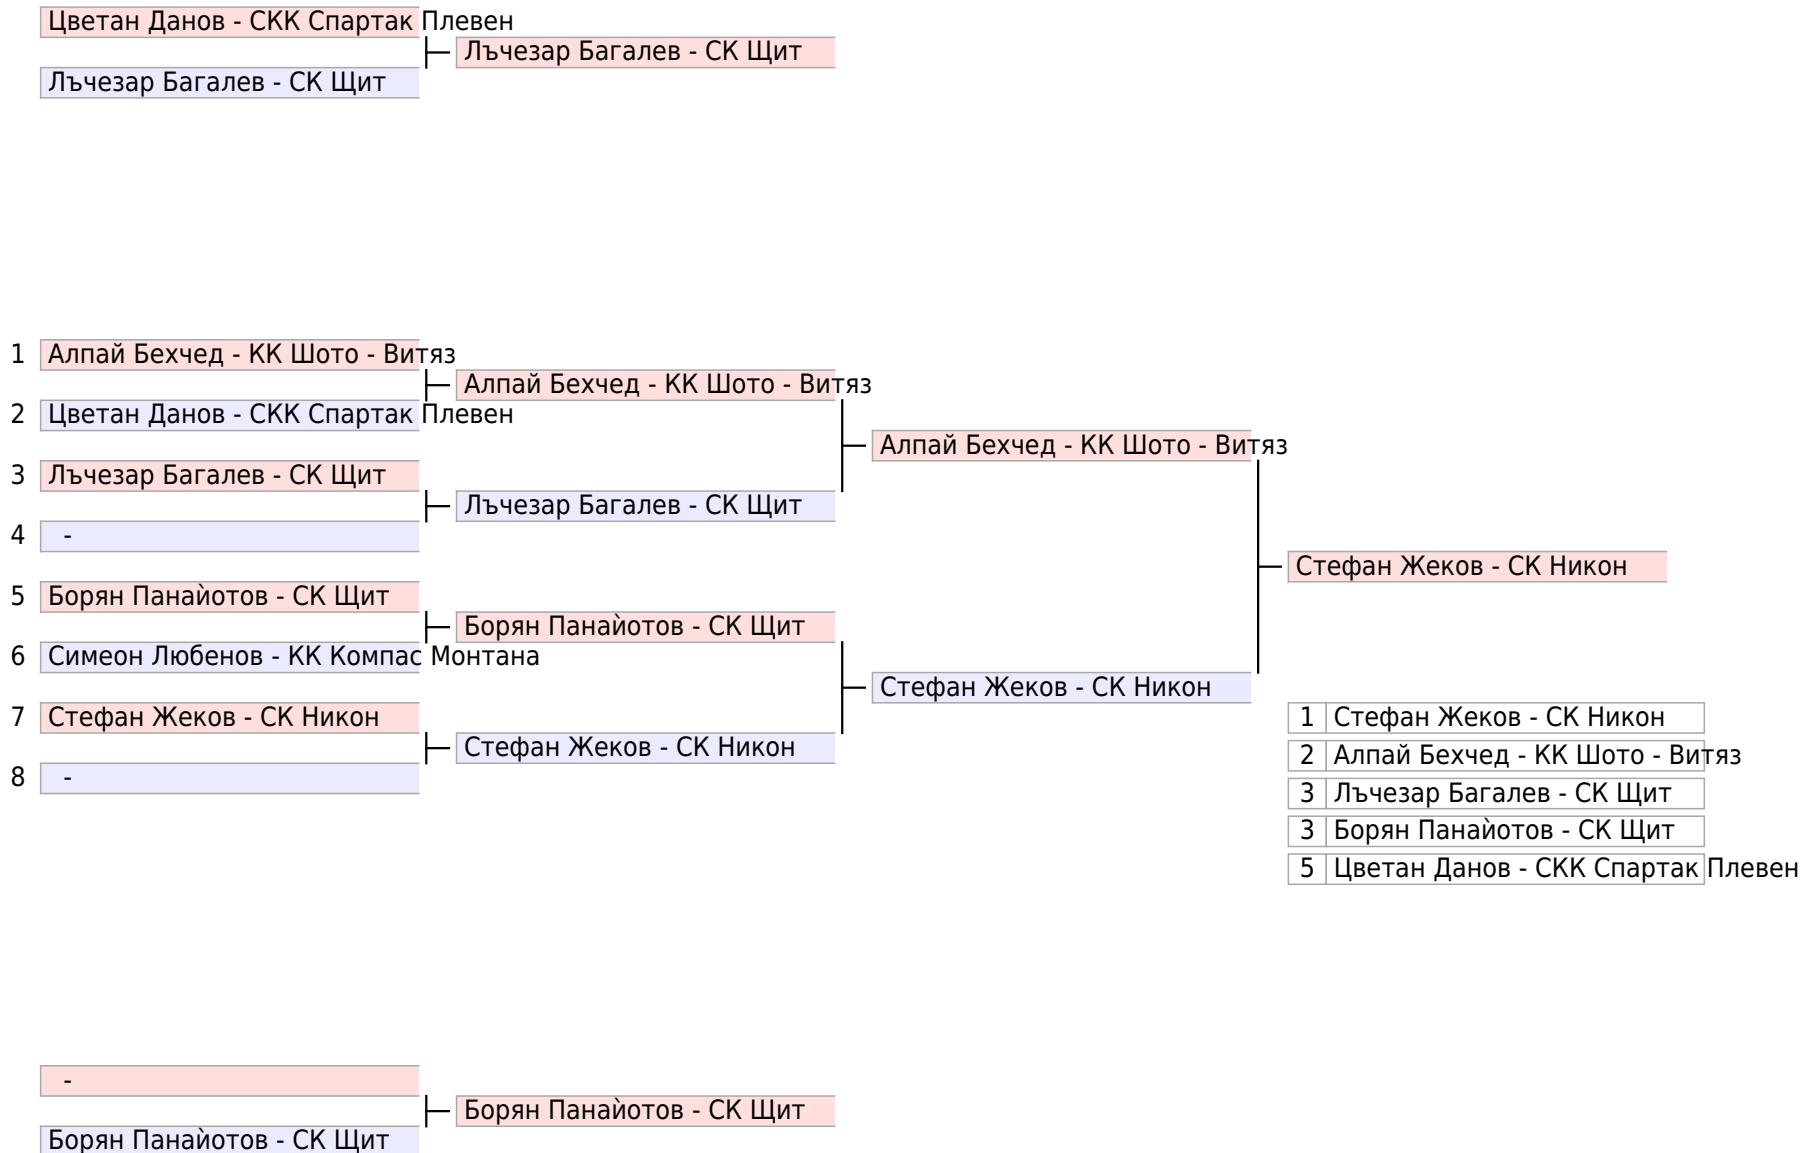 Цветан Данов - СКК Спартак Плевен
Лъчезар Багалев - СК Щит
Лъчезар Багалев - СК Щит
1 Алпай Бехчед - КК Шото - Витяз
Алпай Бехчед - КК Шото - Витяз
2 Цветан Данов - СКК Спартак Плевен
Алпай Бехчед - КК Шото - Витяз
3 Лъчезар Багалев - СК Щит
Лъчезар Багалев - СК Щит
4 -
Стефан Жеков - СК Никон
5 Борян Панаѝотов - СК Щит
Борян Панаѝотов - СК Щит
6 Симеон Любенов - КК Компас Монтана
Стефан Жеков - СК Никон
7 Стефан Жеков - СК Никон
Стефан Жеков - СК Никон
8 -
1 Стефан Жеков - СК Никон
2 Алпай Бехчед - КК Шото - Витяз
3 Лъчезар Багалев - СК Щит
3 Борян Панаѝотов - СК Щит
5 Цветан Данов - СКК Спартак Плевен
-
Борян Панаѝотов - СК Щит
Борян Панаѝотов - СК Щит